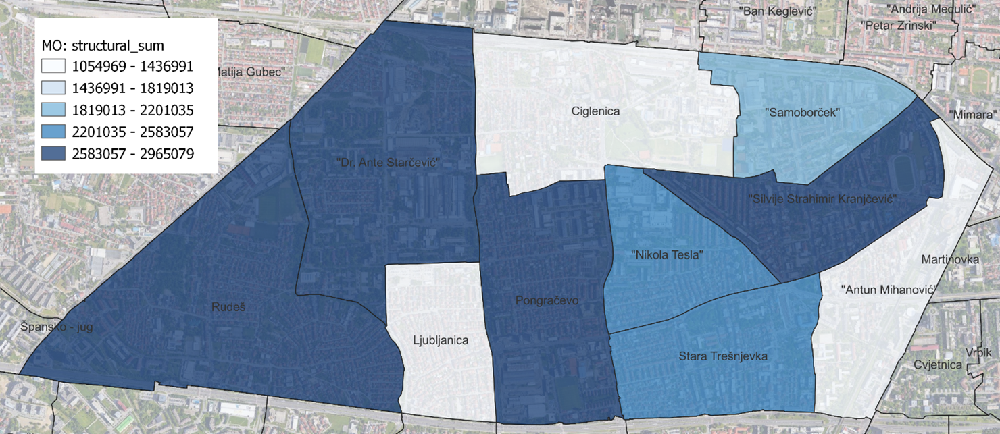 "Ban Keglević"
"Andrija Medulić"
"Petar Zrinski"
MO: structural_sum
1054969 - 1436991
1436991 - 1819013
1819013 - 2201035
2201035 - 2583057
2583057 - 2965079
atija Gubec"
Ciglenica
"Samoborček"
"Mimara"
"Dr. Ante Starčević"
"Silvije Strahimir Kranjčević"
"Nikola Tesla"
Martinovka
"Antun Mihanović"
Pongračevo
Rudeš
Špansko - jug
Ljubljanica
Stara Trešnjevka
Vrbik
Cvjetnica